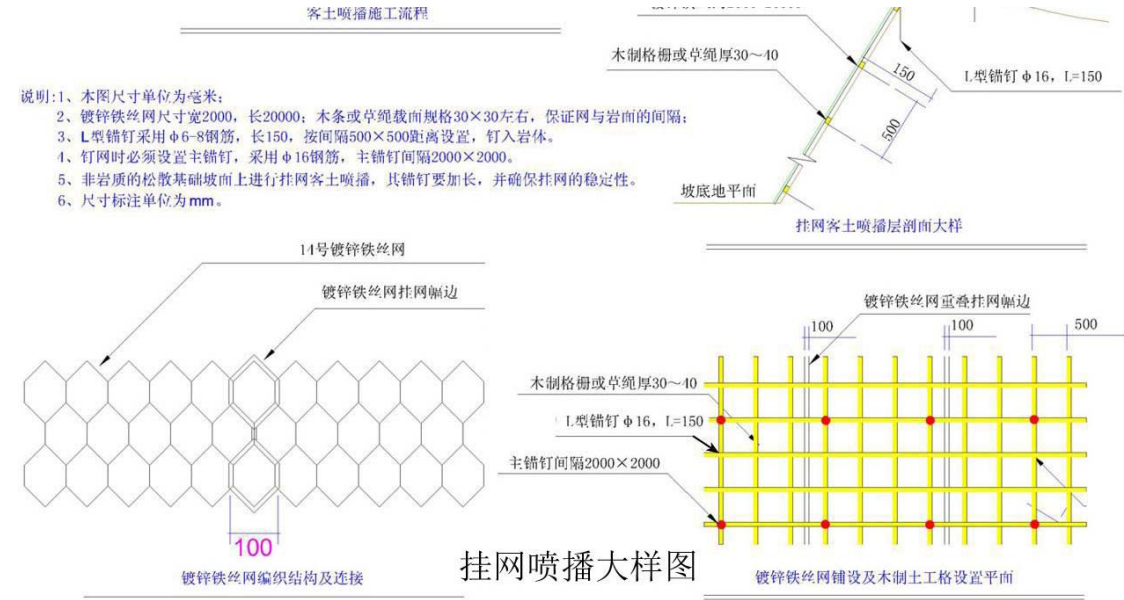 客土喷播施工流程
木制格栅或草绳厚30～40
150
L型锚钉φ16，L=150
500
坡底地平面
挂网客土喷播层剖面大样
说明:1、本图尺寸单位为毫米；
2、镀锌铁丝网尺寸宽2000，长20000；木条或草绳载面规格30×30左右，保证网与岩面的间隔；
3、L型锚钉采用φ6-8钢筋，长150，按间隔500×500距离设置，钉入岩体。
4、钉网时必须设置主锚钉，采用φ16钢筋，主锚钉间隔2000×2000。
5、非岩质的松散基础坡面上进行挂网客土喷播，其锚钉要加长，并确保挂网的稳定性。
6、尺寸标注单位为mm。
14号镀锌铁丝网
镀锌铁丝网挂网幅边
100
镀锌铁丝网编织结构及连接
挂网喷播大样图
镀锌铁丝网重叠挂网幅边
100
100
500
木制格栅或草绳厚30～40
L型锚钉φ16，L=150
主锚钉间隔2000×2000
镀锌铁丝网铺设及木制土工格设置平面